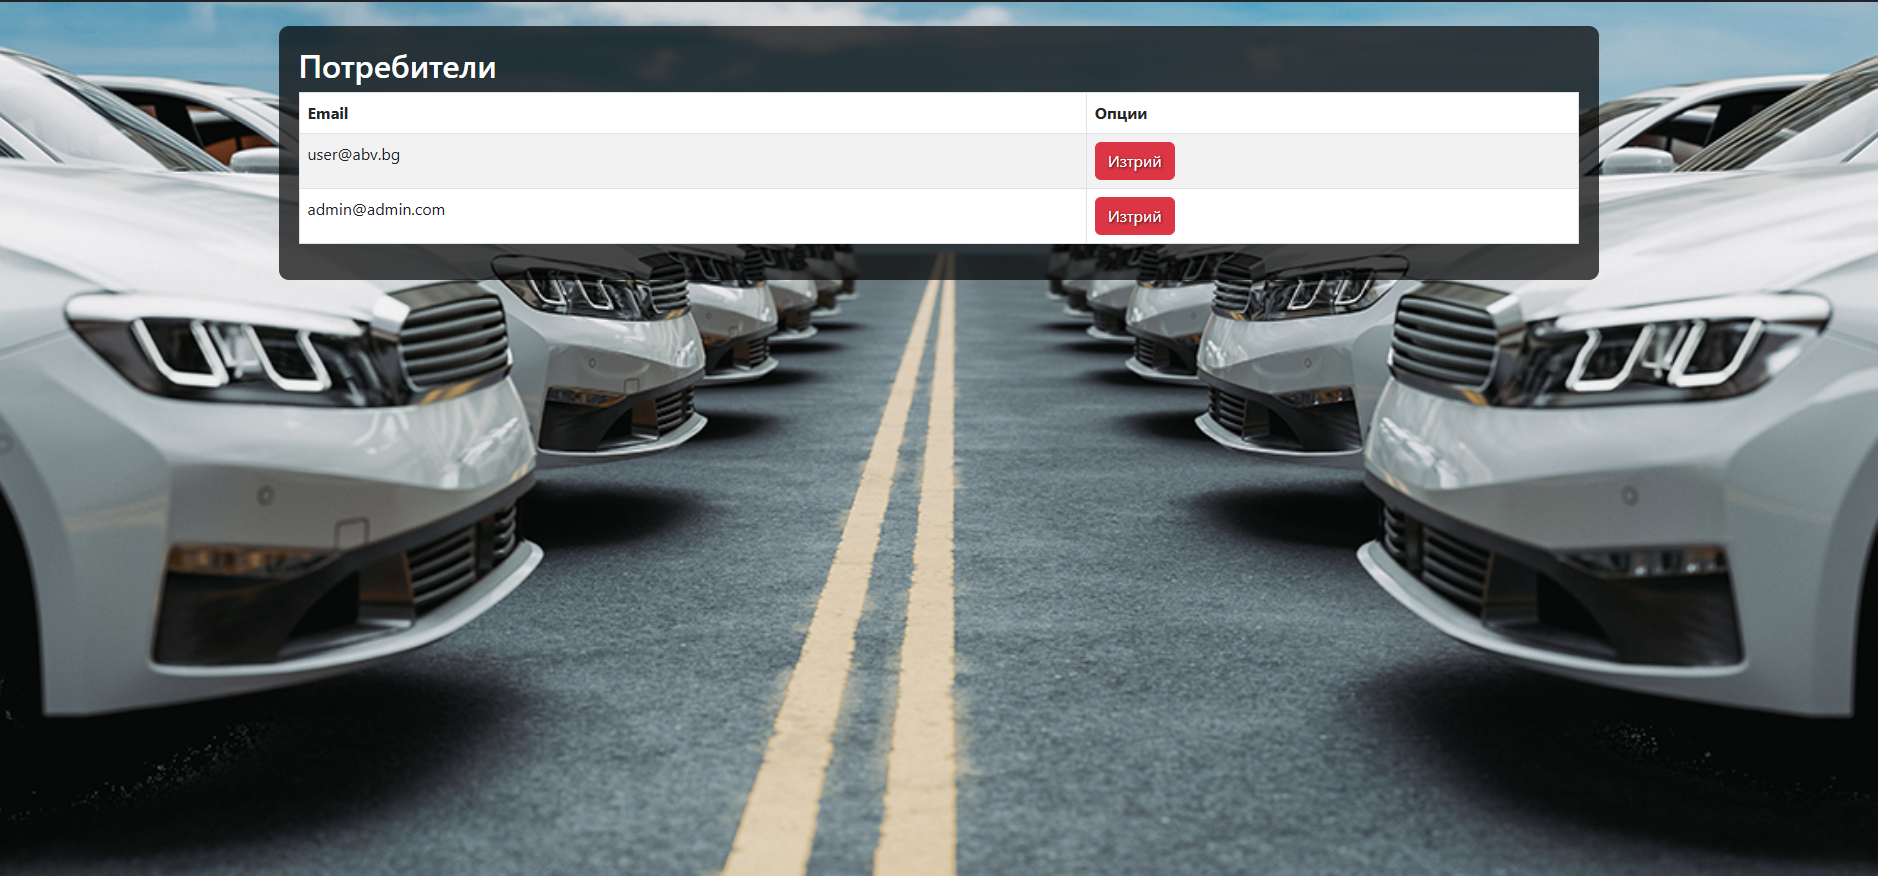 Потребители
Email Опции
user@abv.bg Изтрий
admin@admin.com Изтрий